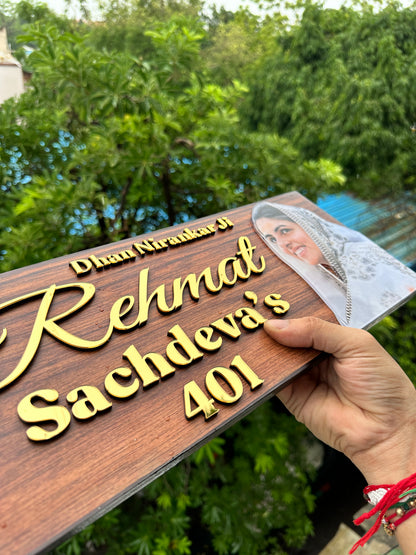 Dhan Nirankar Ji
Rehmat
Sachdeva's
401